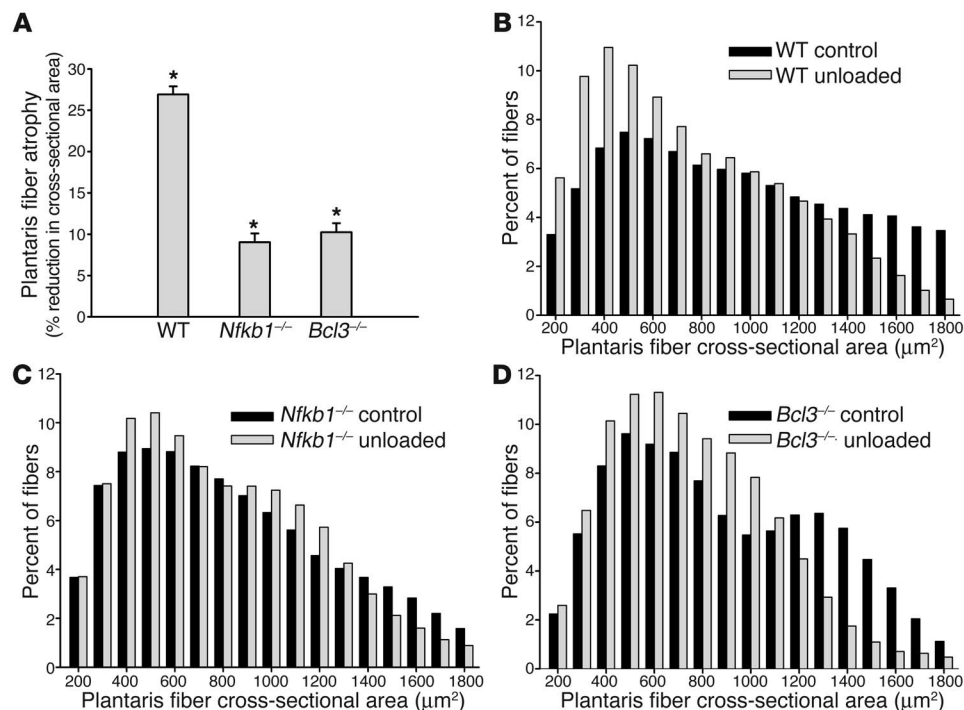 A
Plantaris fiber atrophy
(% reduction in cross-sectional area)
30
25
20
15
10
5
0
*
*
*
WT
Nfkb1⁻/⁻
Bcl3⁻/⁻
B
Percent of fibers
12
10
8
6
4
2
0
WT control
WT unloaded
200 400 600 800 1000 1200 1400 1600 1800
Plantaris fiber cross-sectional area (μm²)
C
Percent of fibers
12
10
8
6
4
2
0
Nfkb1⁻/⁻ control
Nfkb1⁻/⁻ unloaded
200 400 600 800 1000 1200 1400 1600 1800
Plantaris fiber cross-sectional area (μm²)
D
Percent of fibers
12
10
8
6
4
2
0
Bcl3⁻/⁻ control
Bcl3⁻/⁻· unloaded
200 400 600 800 1000 1200 1400 1600 1800
Plantaris fiber cross-sectional area (μm²)